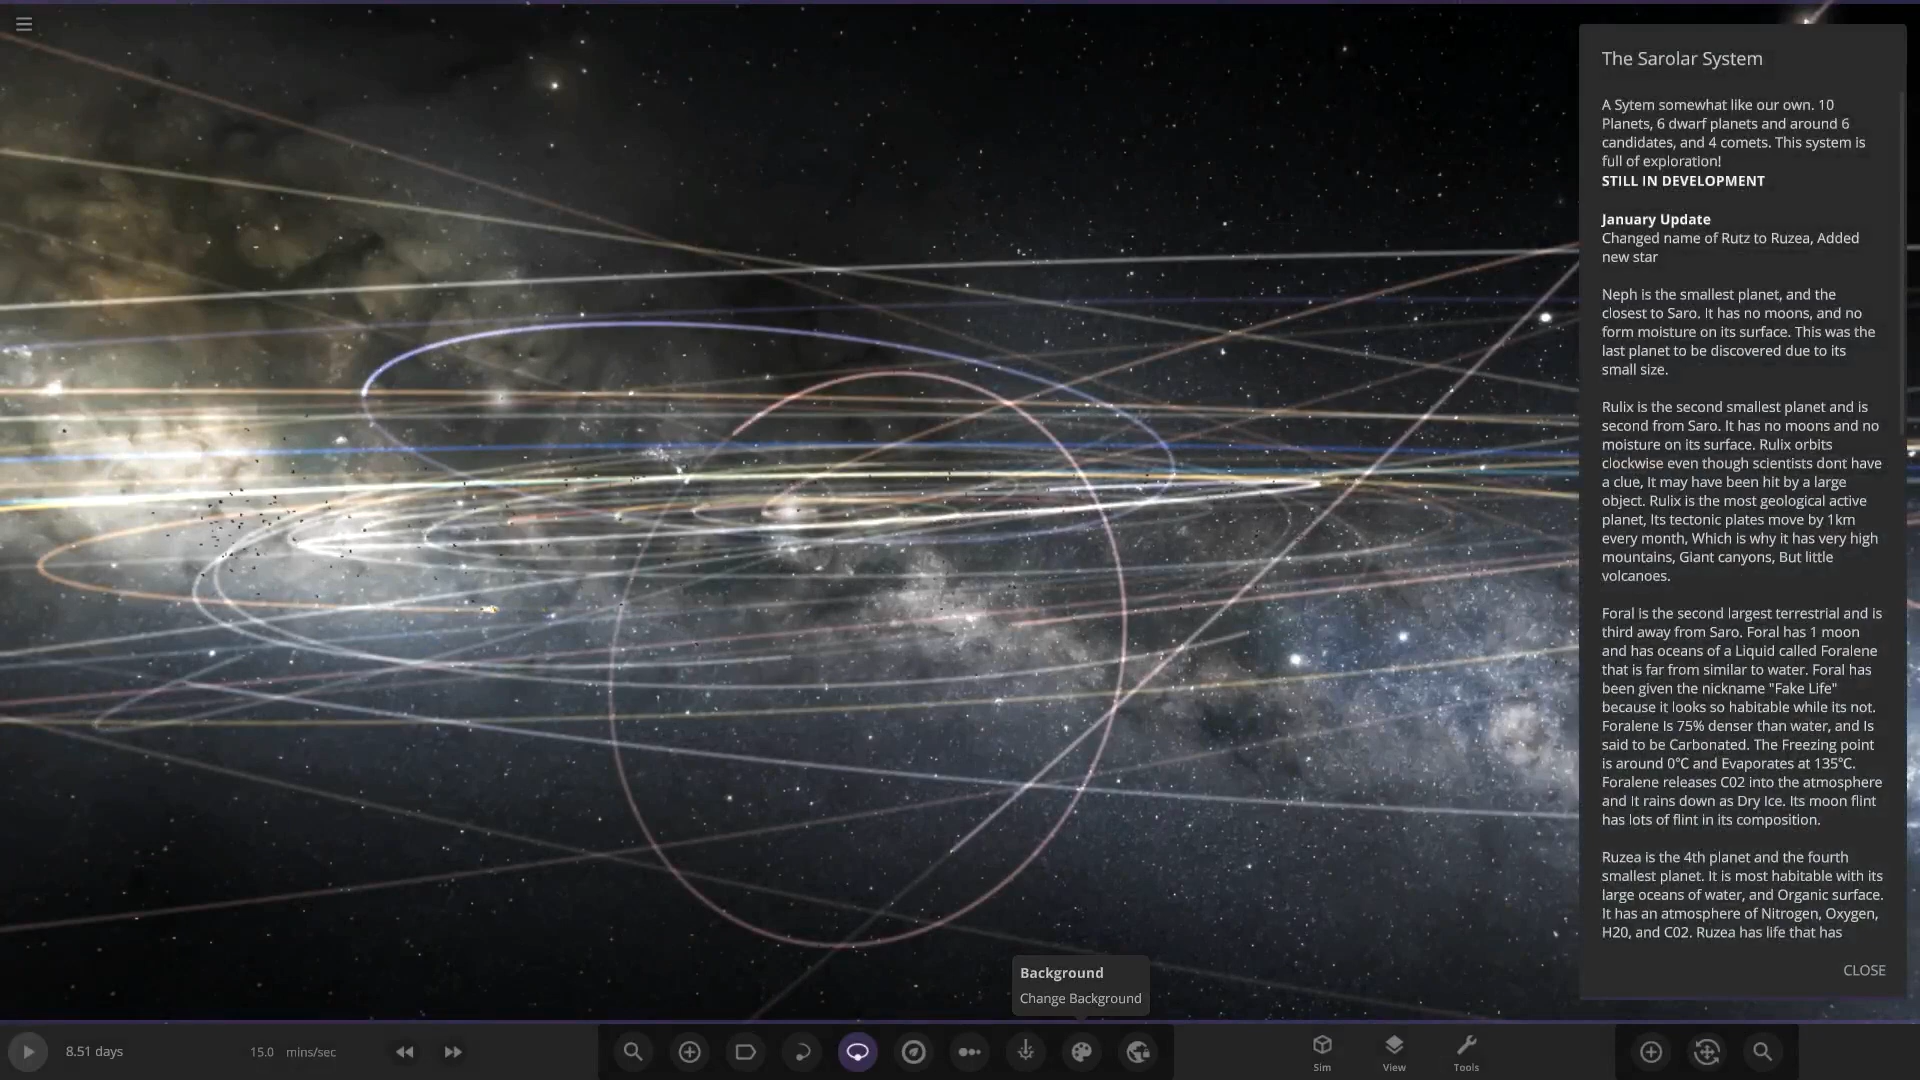 The Sarolar System
A Sytem somewhat like our own. 10
Planets, 6 dwarf planets and around 6
candidates, and 4 comets. This system is
full of exploration!
STILL IN DEVELOPMENT
January Update
Changed name of Rutz to Ruzea, Added
new star
Neph is the smallest planet, and the
closest to Saro. It has no moons, and no
form moisture on its surface. This was the
last planet to be discovered due to its
small size.
Rulix is the second smallest planet and is
second from Saro. It has no moons and no
moisture on its surface. Rulix orbits
clockwise even though scientists dont have
a clue, It may have been hit by a large
object. Rulix is the most geological active
planet, Its tectonic plates move by 1km
every month, Which is why it has very high
mountains, Giant canyons, But little
volcanoes.
Foral is the second largest terrestrial and is
third away from Saro. Foral has 1 moon
and has oceans of a Liquid called Foralene
that is far from similar to water. Foral has
been given the nickname "Fake Life"
because it looks so habitable while its not.
Foralene Is 75% denser than water, and Is
said to be Carbonated. The Freezing point
is around 0℃ and Evaporates at 135℃.
Foralene releases C02 into the atmosphere
and It rains down as Dry Ice. Its moon flint
has lots of flint in its composition.
Ruzea is the 4th planet and the fourth
smallest planet. It is most habitable with its
large oceans of water, and Organic surface.
It has an atmosphere of Nitrogen, Oxygen,
H20, and C02. Ruzea has life that has
CLOSE
Background
Change Background
8.51 days
15.0 mins/sec
Sim
View
Tools